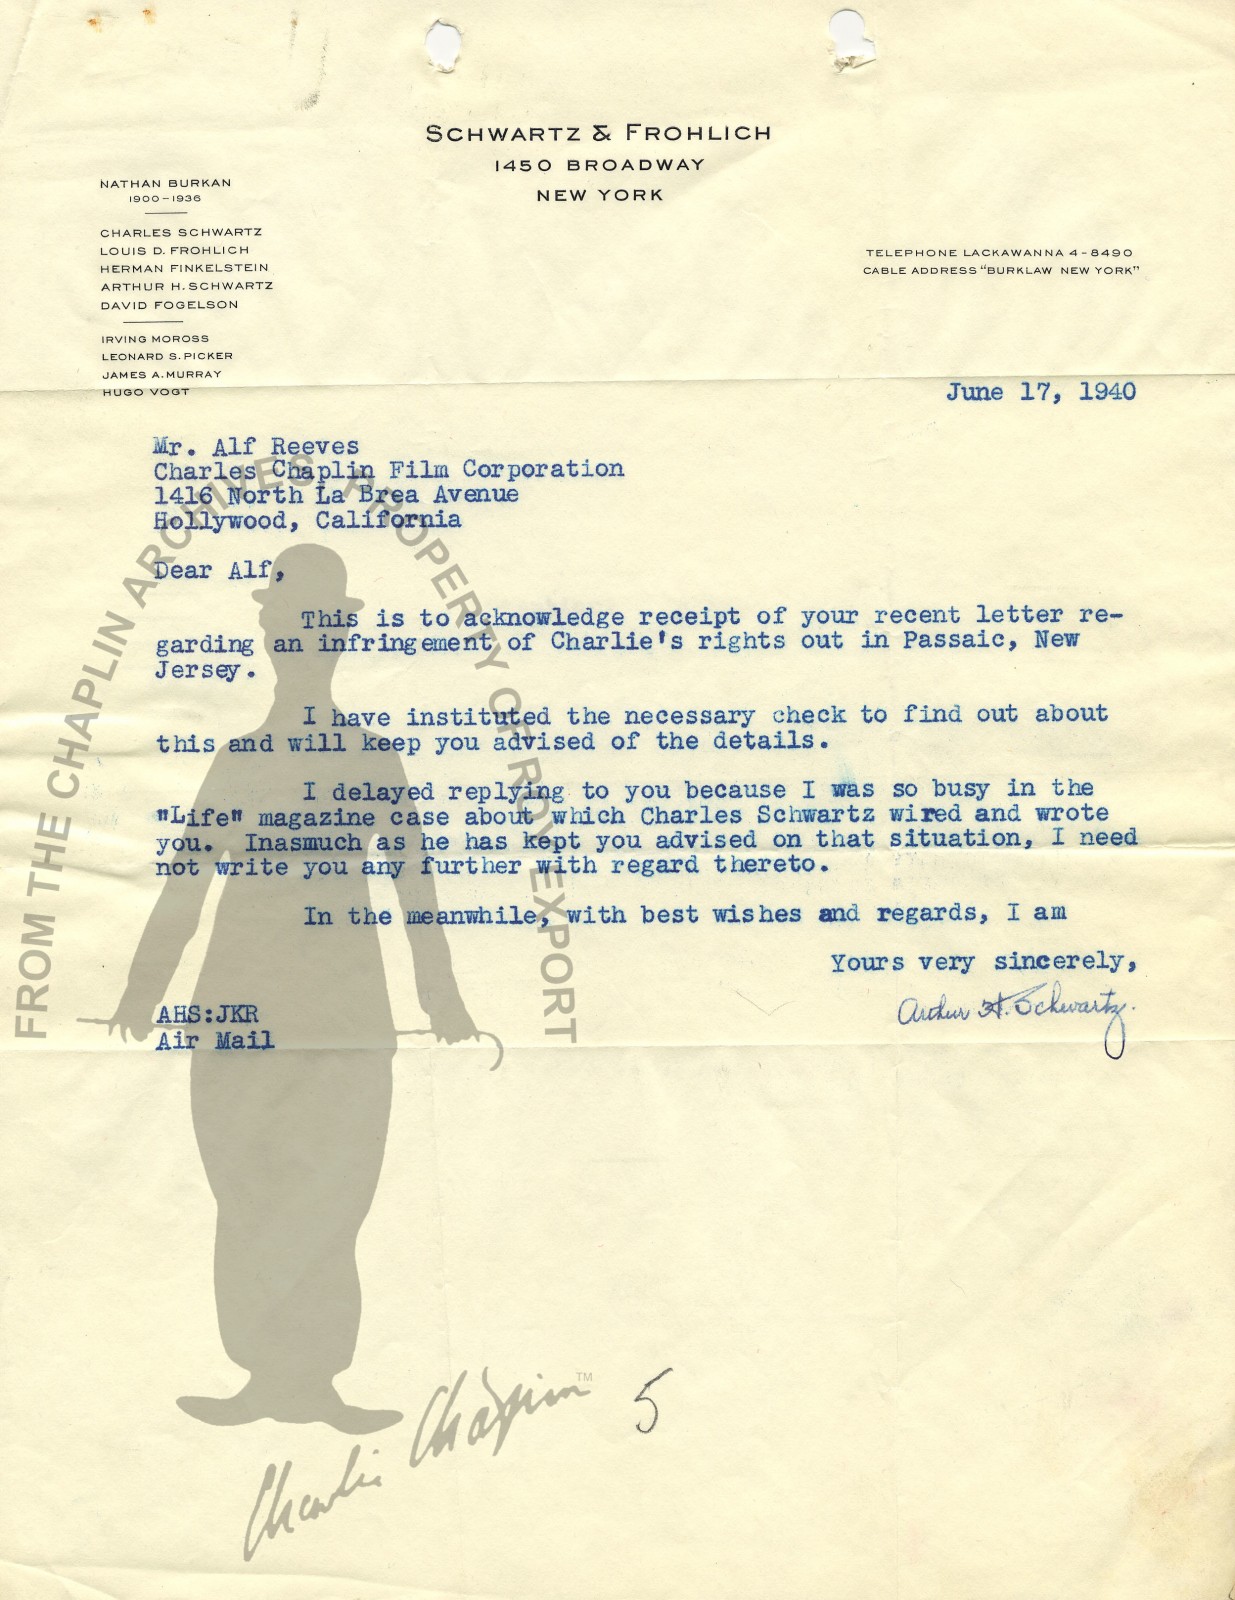 SCHWARTZ & FROHLICH
1450 BROADWAY
NEW YORK
NATHAN BURKAN
1900-1936
CHARLES SCHWARTZ
LOUIS D. FROHLICH
HERMAN FINKELSTEIN
ARTHUR H. SCHWARTZ
DAVID FOGELSON
IRVING MOROSS
LEONARD S. PICKER
JAMES A. MURRAY
HUGO VOGT
TELEPHONE LACKAWANNA 4-8490
CABLE ADDRESS "BURKLAW NEW YORK"
June 17, 1940
Mr. Alf Reeves
Charles Chaplin Film Corporation
1416 North La Brea Avenue
Hollywood, California
Dear Alf,
This is to acknowledge receipt of your recent letter re-
garding an infringement of Charlie's rights out in Passaic, New
Jersey.
I have instituted the necessary check to find out about
this and will keep you advised of the details.
I delayed replying to you because I was so busy in the
"Life" magazine case about which Charles Schwartz wired and wrote
you. Inasmuch as he has kept you advised on that situation, I need
not write you any further with regard thereto.
In the meanwhile, with best wishes and regards, I am
Yours very sincerely,
Arthur H. Schwartz.
AHS:JKR
Air Mail
FROM THE CHAPLIN ARCHIVES PROPERTY OF ROY EXPORT
Charlie Chaplin TM
5